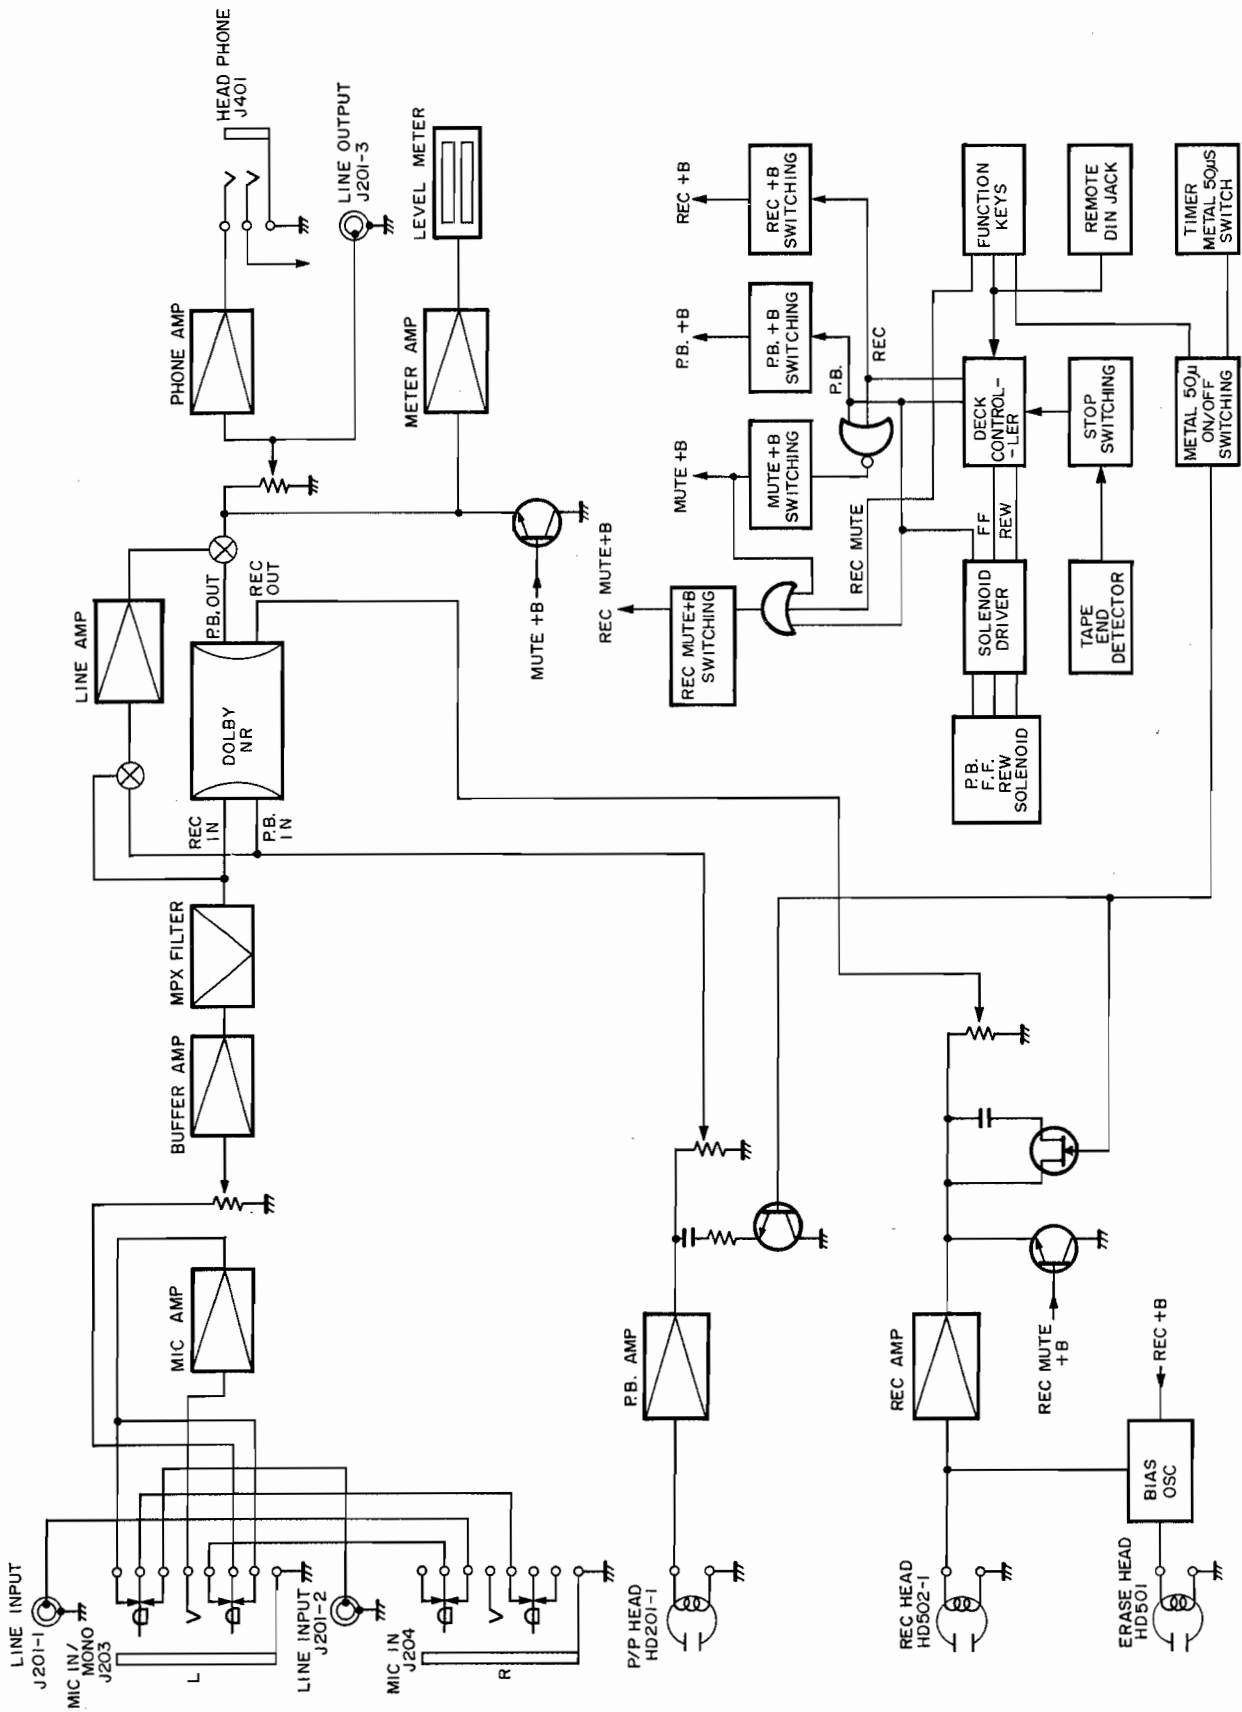 LINE INPUT
J201-1
MIC IN/
MONO
J203
L
LINE INPUT
J201-2
MIC IN
J204
R
MIC AMP
BUFFER AMP
MPX FILTER
REC
IN
P.B.
IN
DOLBY
NR
LINE AMP
P.B. OUT
REC
OUT
PHONE AMP
HEAD PHONE
J401
LINE OUTPUT
J201-3
METER AMP
LEVEL METER
MUTE +B
P/P HEAD
HD201-1
P.B. AMP
REC HEAD
HD502-1
REC AMP
REC MUTE
+B
ERASE HEAD
HD501
BIAS
OSC
REC +B
REC MUTE+B
REC MUTE+B
SWITCHING
MUTE +B
MUTE +B
SWITCHING
P.B. +B
P.B. +B
SWITCHING
REC +B
REC +B
SWITCHING
REC MUTE
P.B.
REC
P.B.
F.F.
REW
SOLENOID
SOLENOID
DRIVER
FF
REW
DECK
CONTROL-
-LER
FUNCTION
KEYS
TAPE
END
DETECTOR
STOP
SWITCHING
REMOTE
DIN JACK
METAL 50μ
ON/OFF
SWITCHING
TIMER
METAL 50μS
SWITCH